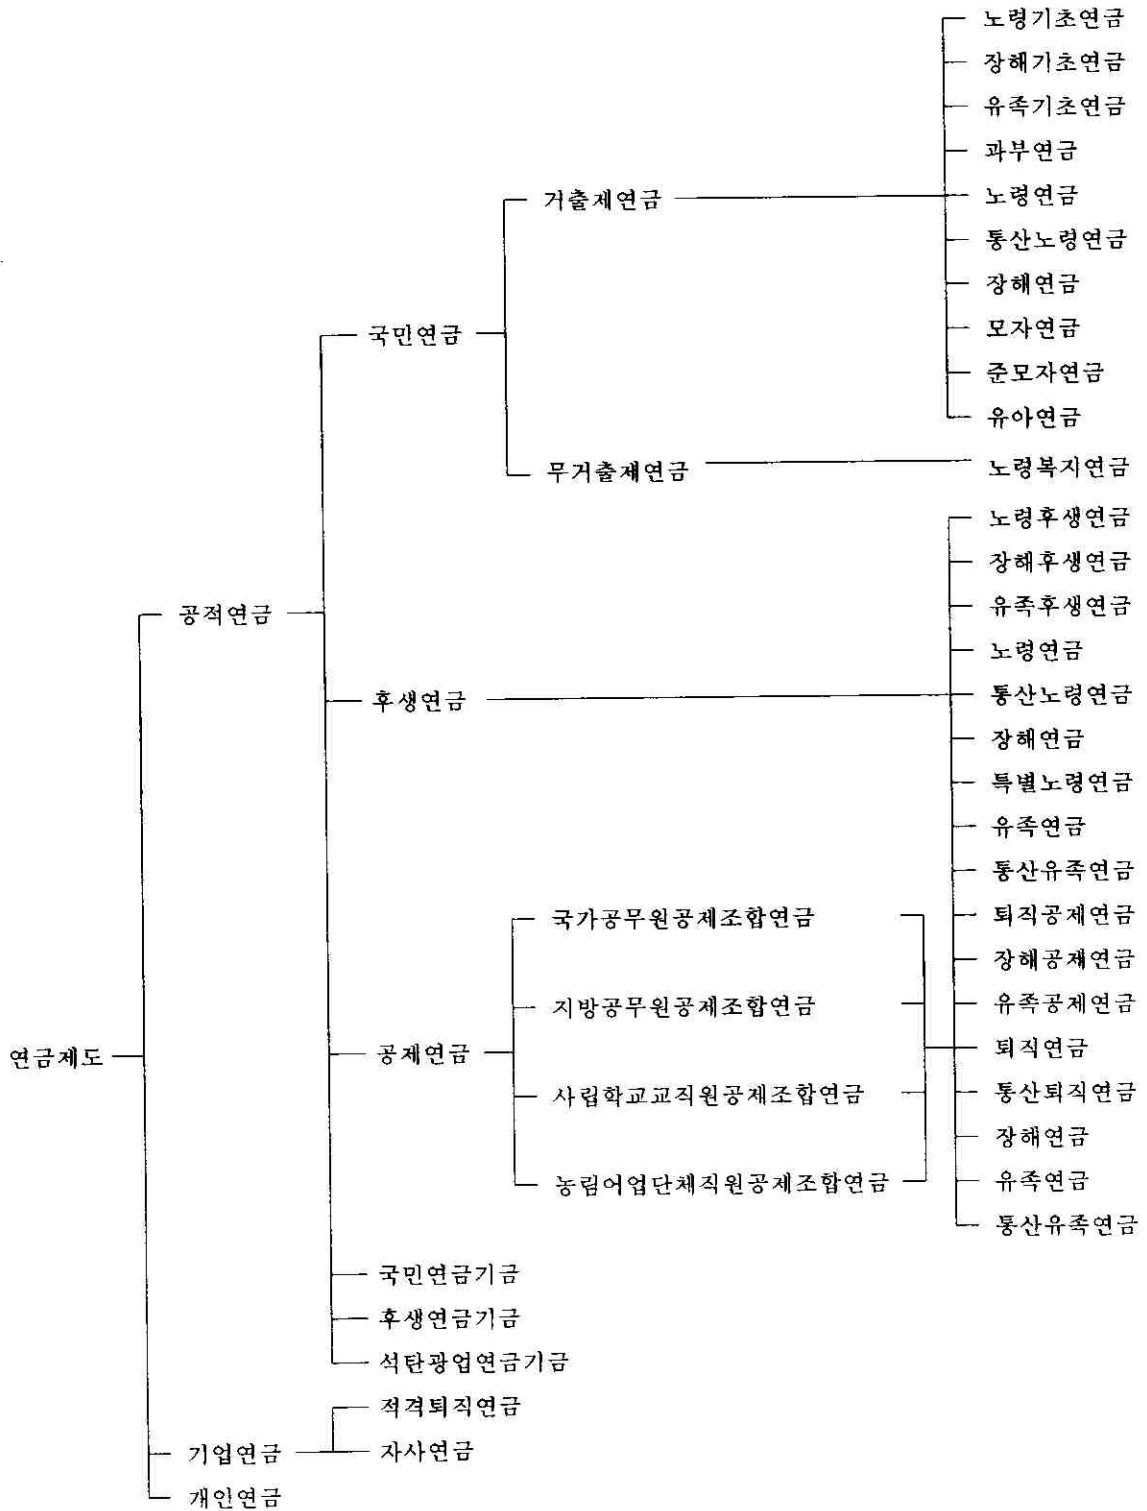 노령기초연금
장해기초연금
유족기초연금
과부연금
거출제연금
노령연금
통산노령연금
장해연금
국민연금
모자연금
준모자연금
유아연금
무거출제연금
노령복지연금
노령후생연금
장해후생연금
공적연금
유족후생연금
노령연금
후생연금
통산노령연금
장해연금
특별노령연금
유족연금
통산유족연금
국가공무원공제조합연금
퇴직공제연금
장해공제연금
지방공무원공제조합연금
유족공제연금
연금제도
공제연금
퇴직연금
사립학교교직원공제조합연금
통산퇴직연금
장해연금
농림어업단체직원공제조합연금
유족연금
통산유족연금
국민연금기금
후생연금기금
석탄광업연금기금
적격퇴직연금
기업연금
자사연금
개인연금